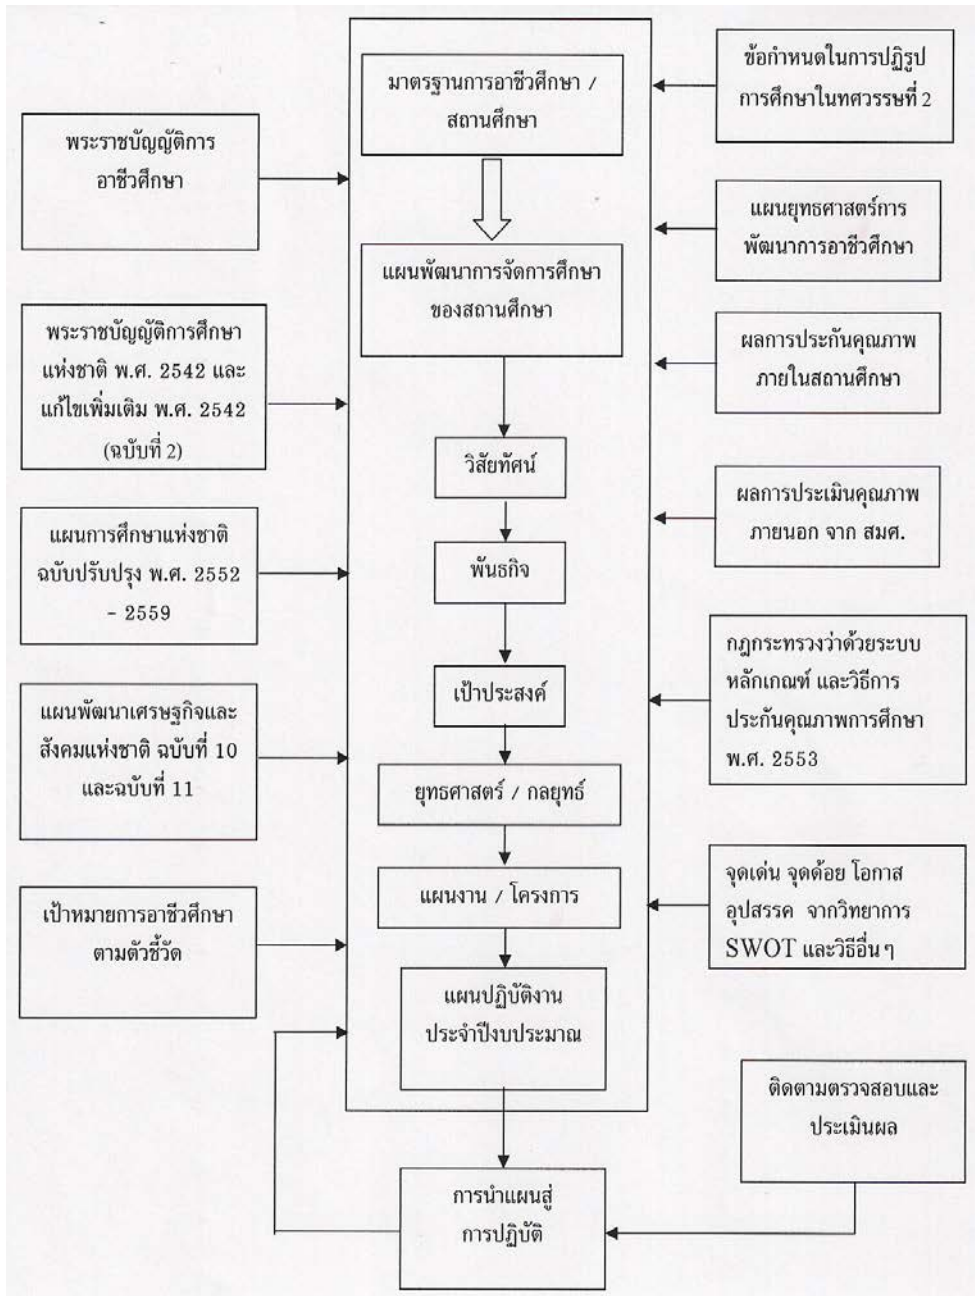 มาตรฐานการอาชีวศึกษา /
สถานศึกษา
แผนพัฒนาการจัดการศึกษา
ของสถานศึกษา
วิสัยทัศน์
พันธกิจ
เป้าประสงค์
ยุทธศาสตร์ / กลยุทธ์
แผนงาน / โครงการ
แผนปฏิบัติงาน
ประจำปีงบประมาณ
การนำแผนสู่
การปฏิบัติ
พระราชบัญญัติการ
อาชีวศึกษา
พระราชบัญญัติการศึกษา
แห่งชาติ พ.ศ. 2542 และ
แก้ไขเพิ่มเติม พ.ศ. 2542
(ฉบับที่ 2)
แผนการศึกษาแห่งชาติ
ฉบับปรับปรุง พ.ศ. 2552
- 2559
แผนพัฒนาเศรษฐกิจและ
สังคมแห่งชาติ ฉบับที่ 10
และฉบับที่ 11
เป้าหมายการอาชีวศึกษา
ตามตัวชี้วัด
ข้อกำหนดในการปฏิรูป
การศึกษาในทศวรรษที่ 2
แผนยุทธศาสตร์การ
พัฒนาการอาชีวศึกษา
ผลการประกันคุณภาพ
ภายในสถานศึกษา
ผลการประเมินคุณภาพ
ภายนอก จาก สมศ.
กฎกระทรวงว่าด้วยระบบ
หลักเกณฑ์ และวิธีการ
ประกันคุณภาพการศึกษา
พ.ศ. 2553
จุดเด่น จุดด้อย โอกาส
อุปสรรค จากวิทยาการ
SWOT และวิธีอื่น ๆ
ติดตามตรวจสอบและ
ประเมินผล